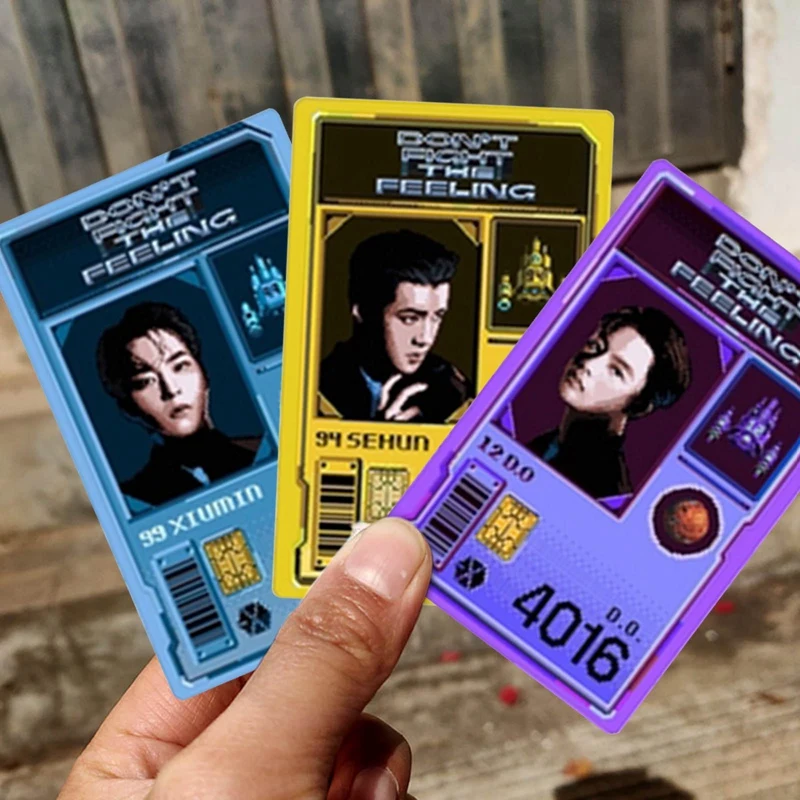 DON'T
FIGHT
THE
FEELING
99 XIUMIN
DON'T
FIGHT
THE
FEELING
94 SEHUN
DON'T
FIGHT
THE
FEELING
12 D.O
D.O.
4016